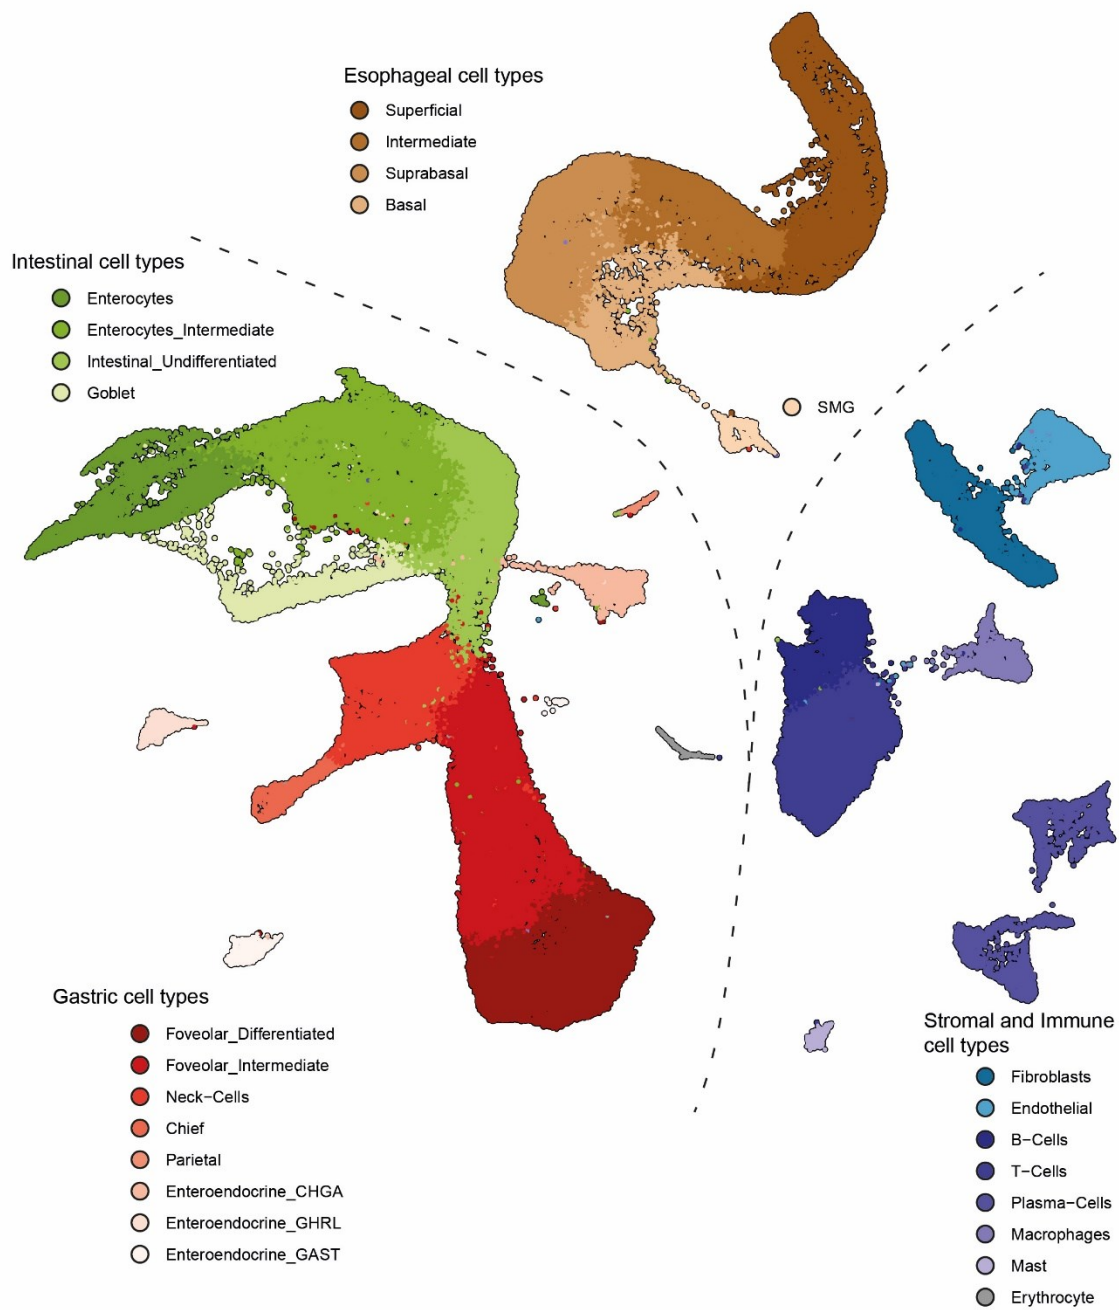 Esophageal cell types
Superficial
Intermediate
Suprabasal
Basal
Intestinal cell types
Enterocytes
Enterocytes_Intermediate
Intestinal_Undifferentiated
Goblet
SMG
Gastric cell types
Foveolar_Differentiated
Foveolar_Intermediate
Neck−Cells
Chief
Parietal
Enteroendocrine_CHGA
Enteroendocrine_GHRL
Enteroendocrine_GAST
Stromal and Immune
cell types
Fibroblasts
Endothelial
B−Cells
T−Cells
Plasma−Cells
Macrophages
Mast
Erythrocyte